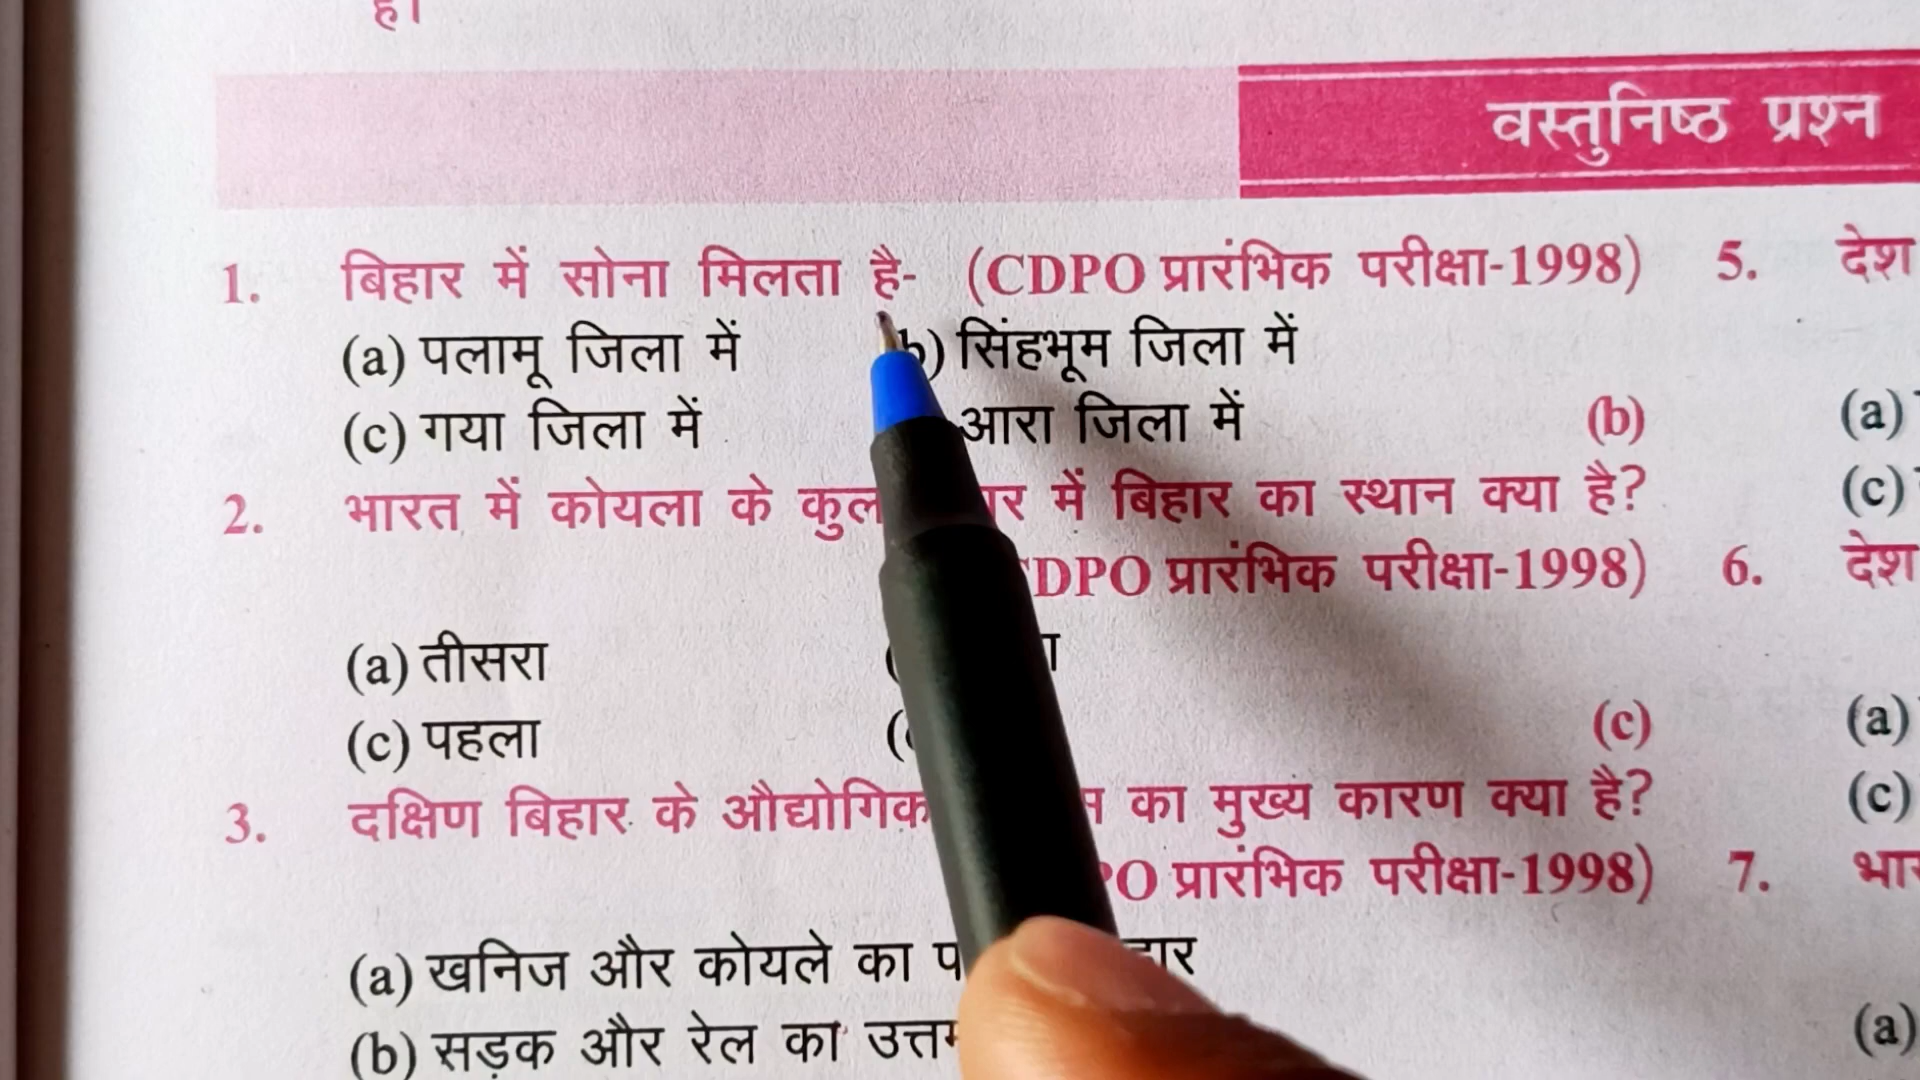 है।
वस्तुनिष्ठ प्रश्न
1. बिहार में सोना मिलता है- (CDPO प्रारंभिक परीक्षा-1998)
(a) पलामू जिला में (b) सिंहभूम जिला में
(c) गया जिला में आरा जिला में (b)
2. भारत में कोयला के कुल में बिहार का स्थान क्या है?
(CDPO प्रारंभिक परीक्षा-1998)
(a) तीसरा
(c) पहला (c)
3. दक्षिण बिहार के औद्योगिक का मुख्य कारण क्या है?
प्रारंभिक परीक्षा-1998)
(a) खनिज और कोयले का
(b) सड़क और रेल का
5. देश
(a)
(c)
6. देश
(a)
(c)
7.
(a)